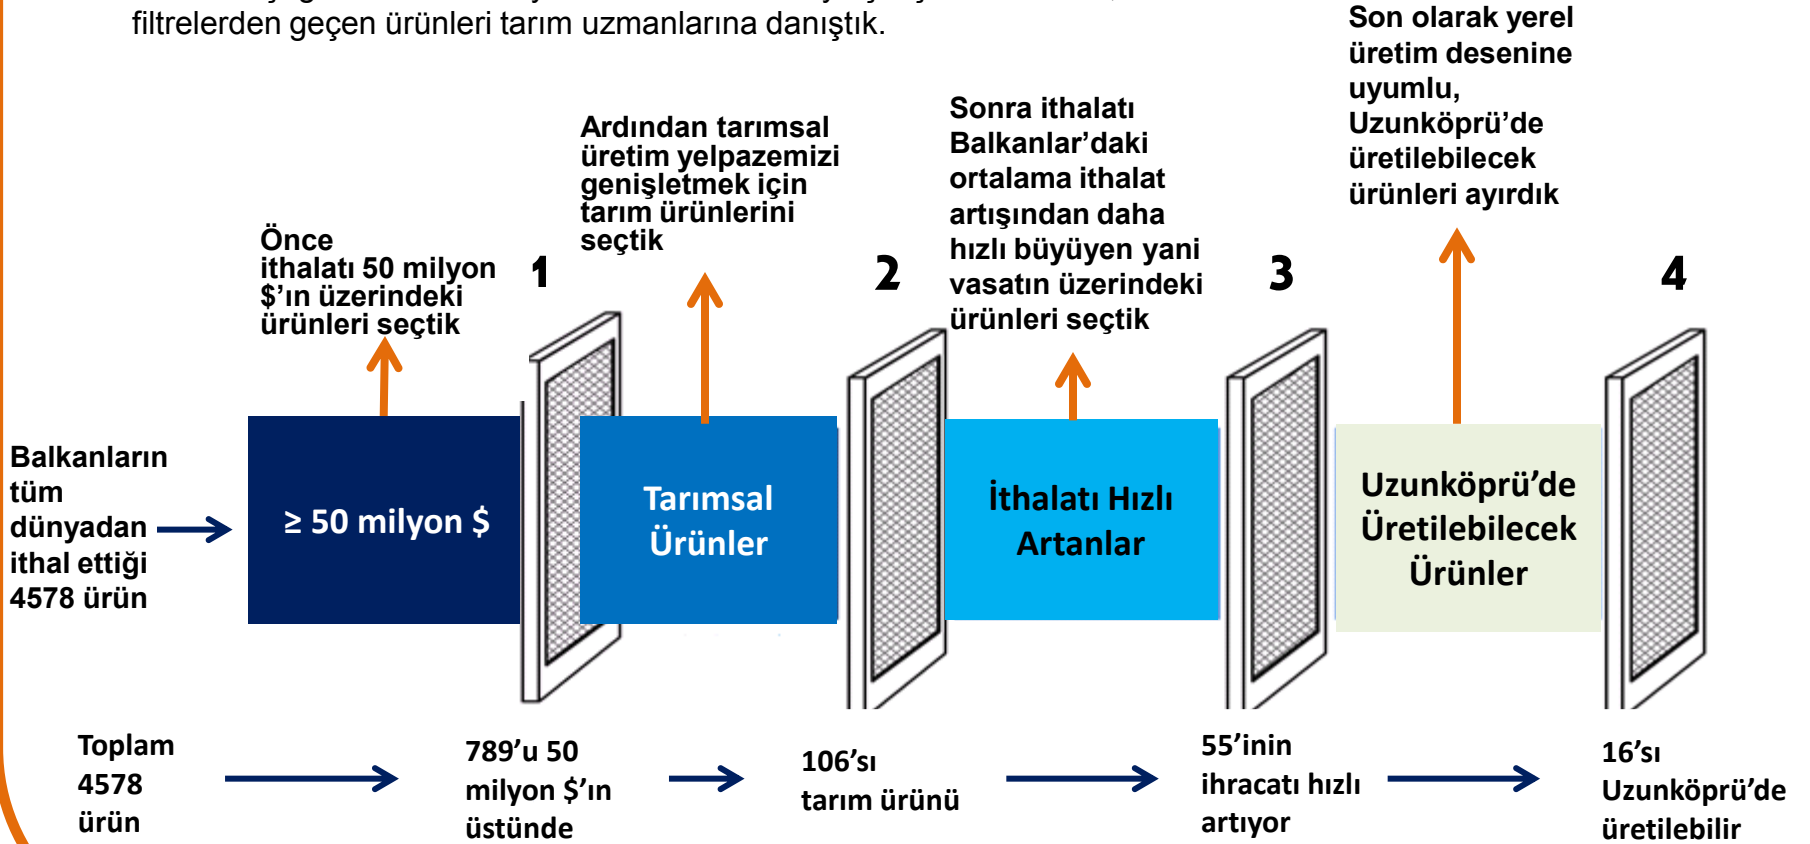 filtrelerden geçen ürünleri tarım uzmanlarına danıştık.
Önce
ithalatı 50 milyon
$’ın üzerindeki
ürünleri seçtik
1
Ardından tarımsal
üretim yelpazemizi
genişletmek için
tarım ürünlerini
seçtik
2
Sonra ithalatı
Balkanlar’daki
ortalama ithalat
artışından daha
hızlı büyüyen yani
vasatın üzerindeki
ürünleri seçtik
3
Son olarak yerel
üretim desenine
uyumlu,
Uzunköprü’de
üretilebilecek
ürünleri ayırdık
4
Balkanların
tüm
dünyadan
ithal ettiği
4578 ürün
≥ 50 milyon $
Tarımsal
Ürünler
İthalatı Hızlı
Artanlar
Uzunköprü’de
Üretilebilecek
Ürünler
Toplam
4578
ürün
789’u 50
milyon $’ın
üstünde
106’sı
tarım ürünü
55’inin
ihracatı hızlı
artıyor
16’sı
Uzunköprü’de
üretilebilir